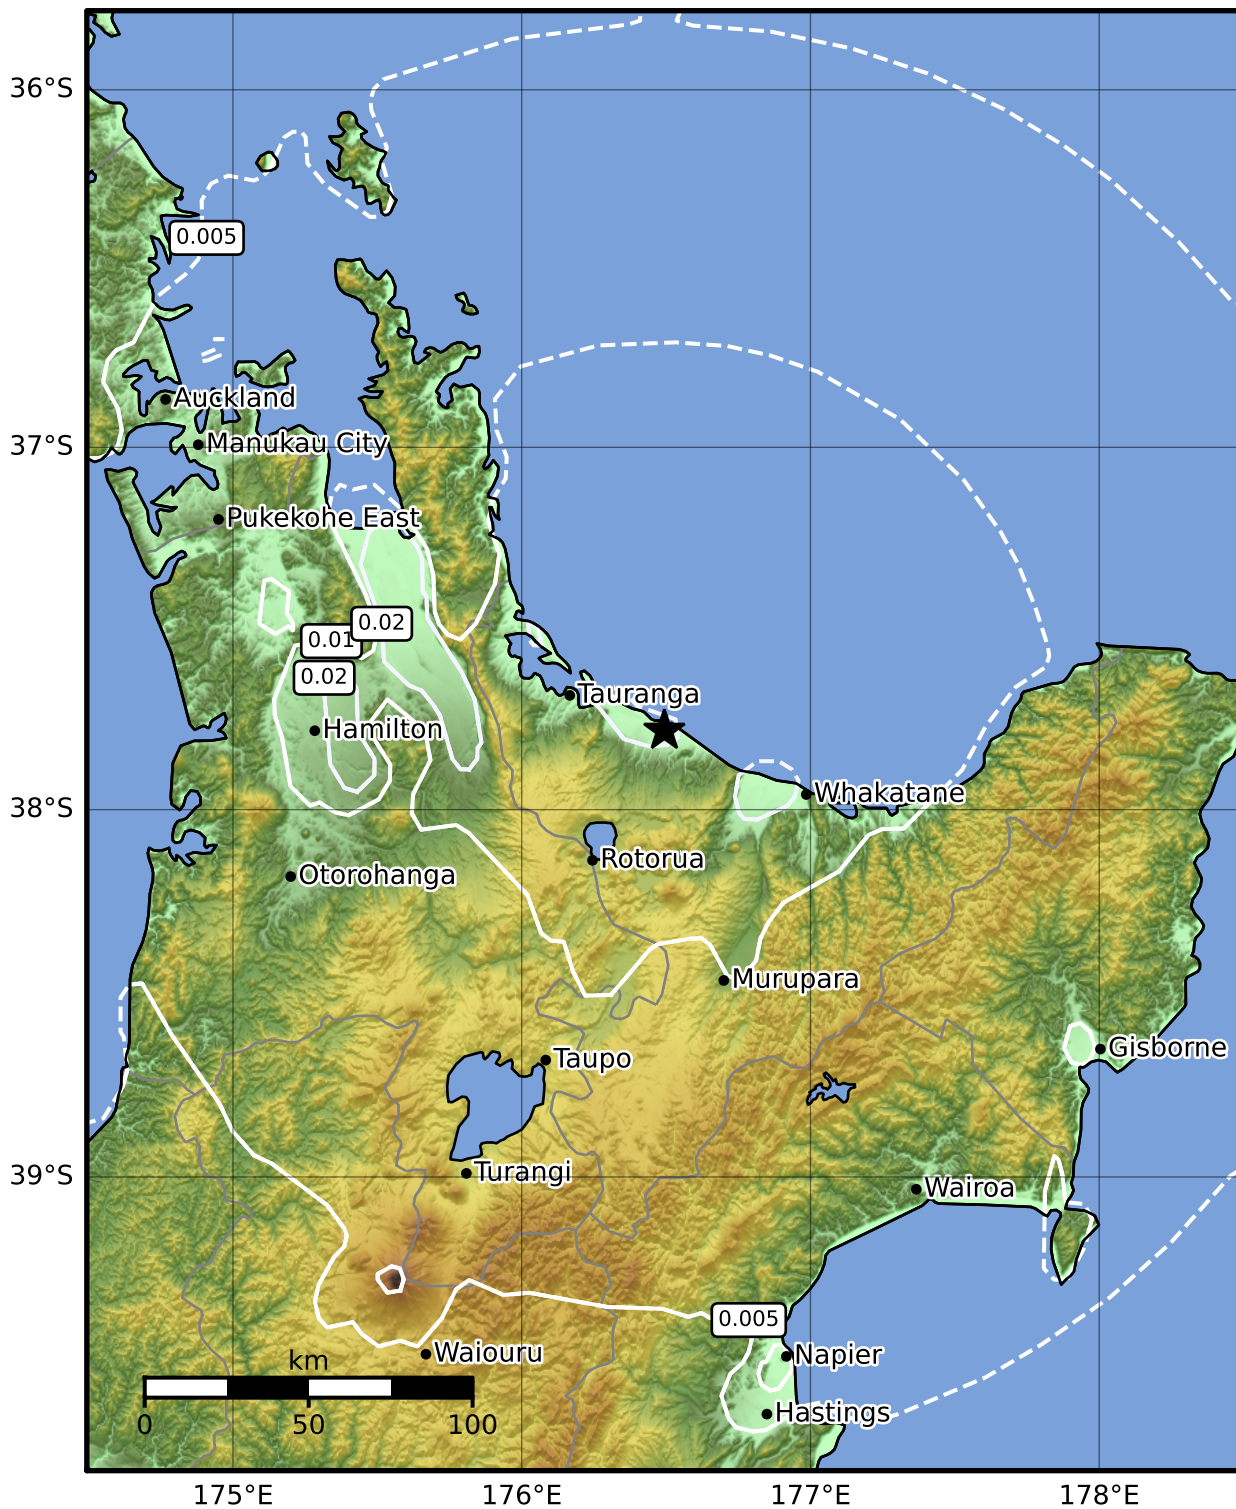 36°S
0.005
Auckland
37°S
Manukau City
Pukekohe East
0.02
0.01
0.02
Tauranga
Hamilton
38°S
Whakatane
Rotorua
Otorohanga
Murupara
Gisborne
Taupo
39°S
Turangi
Wairoa
0.005
Waiouru
Napier
km
Hastings
0 50 100
175°E 176°E 177°E 178°E